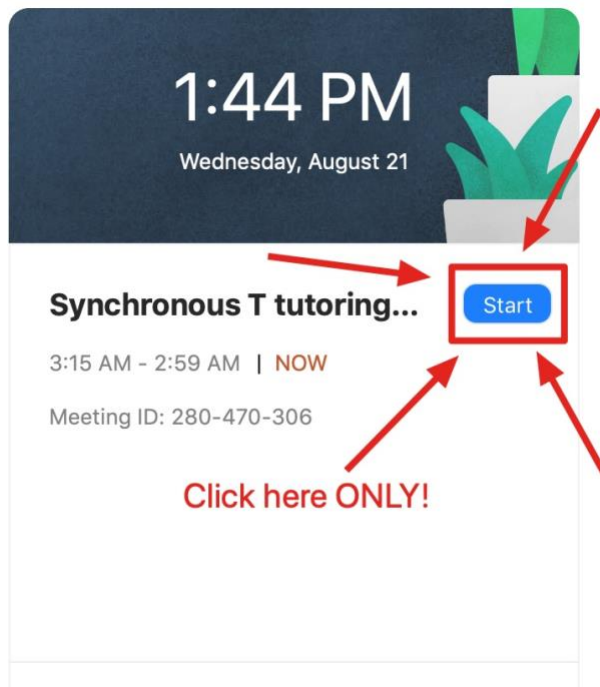 1:44 PM
Wednesday, August 21
Synchronous T tutoring...
Start
3:15 AM - 2:59 AM | NOW
Meeting ID: 280-470-306
Click here ONLY!